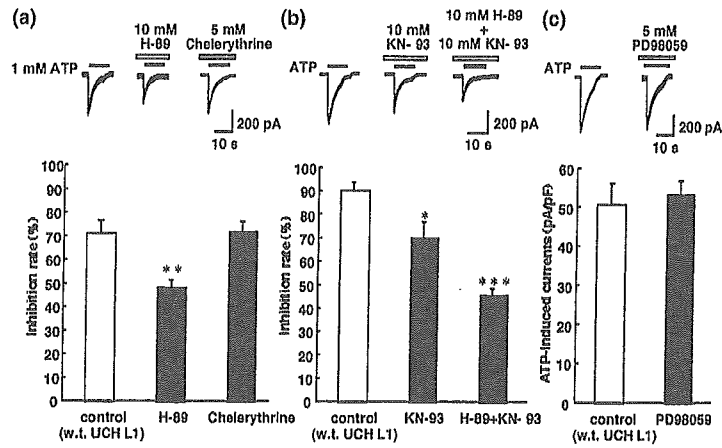 (a)
10 mM
H-89
5 mM
Chelerythrine
1 mM ATP
200 pA
10 s
Inhibition rate (%)
100
90
80
70
60
50
40
30
20
10
0
**
control
(w.t. UCH L1)
H-89
Chelerythrine
(b)
10 mM
KN- 93
10 mM H-89
+
10 mM KN- 93
ATP
200 pA
10 s
Inhibition rate (%)
100
90
80
70
60
50
40
30
20
10
0
*
***
control
(w.t. UCH L1)
KN-93
H-89+KN- 93
(c)
5 mM
PD98059
ATP
200 pA
10 s
ATP-induced currents (pA/pF)
60
50
40
30
20
10
0
control
(w.t. UCH L1)
PD98059